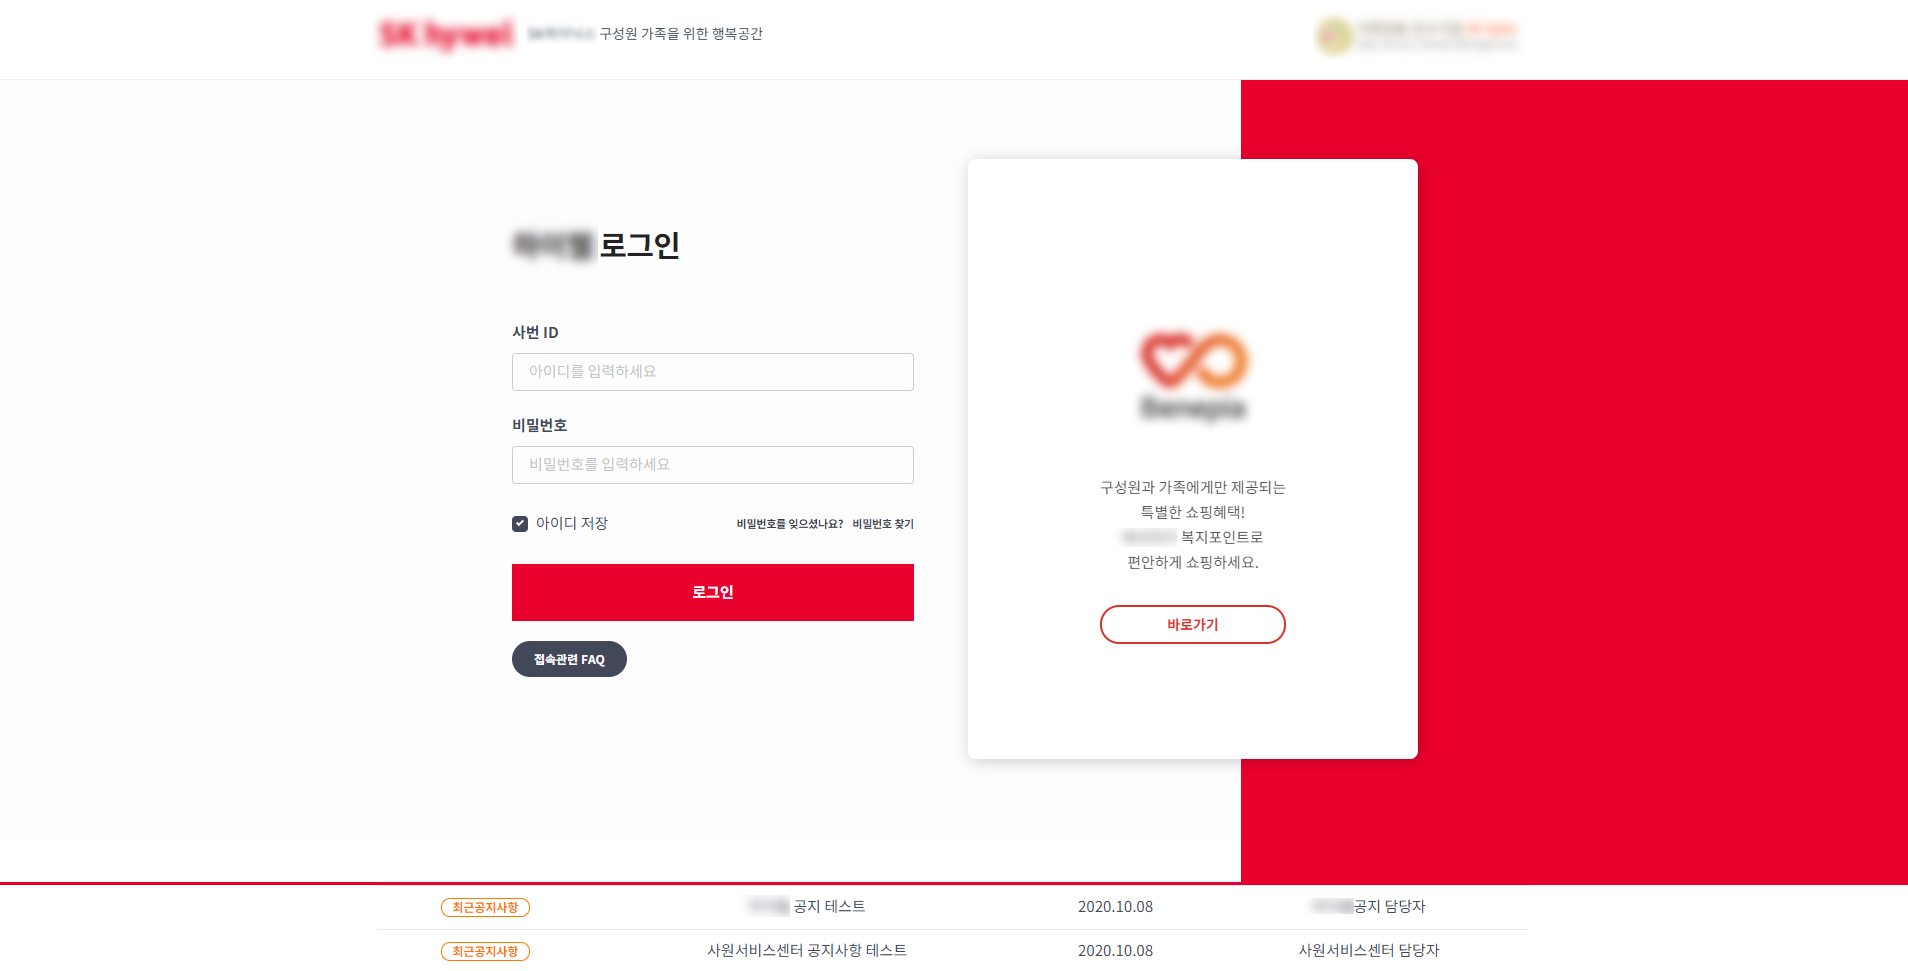 SK hywel
구성원 가족을 위한 행복공간
로그인
사번 ID
아이디를 입력하세요
비밀번호
비밀번호를 입력하세요
아이디 저장
비밀번호를 잊으셨나요? 비밀번호 찾기
로그인
접속관련 FAQ
Benepia
구성원과 가족에게만 제공되는
특별한 쇼핑혜택!
복지포인트로
편안하게 쇼핑하세요.
바로가기
최근공지사항 공지 테스트 2020.10.08 공지 담당자
최근공지사항 사원서비스센터 공지사항 테스트 2020.10.08 사원서비스센터 담당자